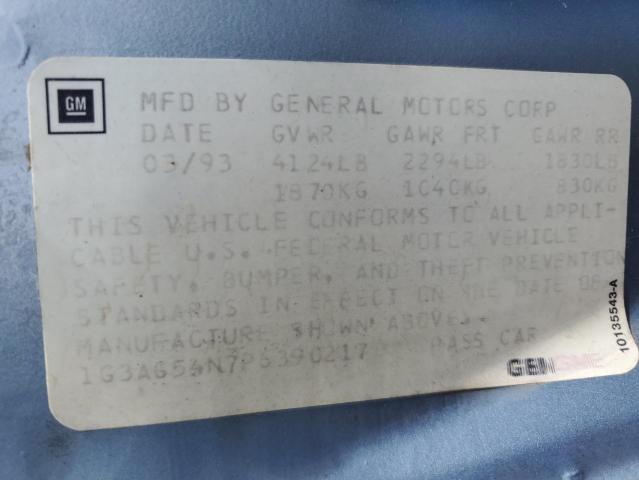 GM
MFD BY GENERAL MOTORS CORP
DATE GVWR GAWR FRT GAWR RR
03/93 4124LB 2294LB 1830LB
1870KG 1040KG 830KG
THIS VEHICLE CONFORMS TO ALL APPLI-
CABLE U.S. FEDERAL MOTOR VEHICLE
SAFETY, BUMPER, AND THEFT PREVENTION
STANDARDS IN EFFECT ON THE DATE OF
MANUFACTURE SHOWN ABOVE.
1G3AG54N7P6390217 PASS CAR
10135543-A